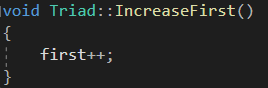 void Triad::IncreaseFirst()
{
    first++;
}